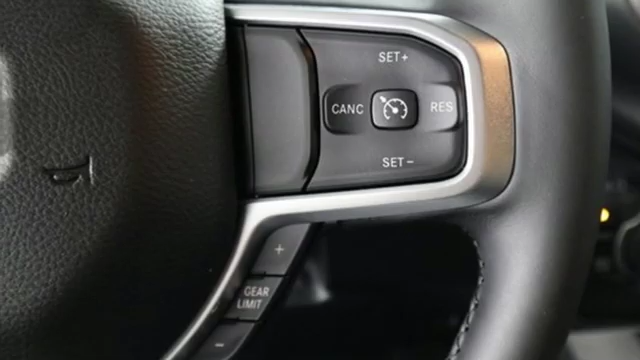 SET+
CANC RES
SET-
+
GEAR
LIMIT
-